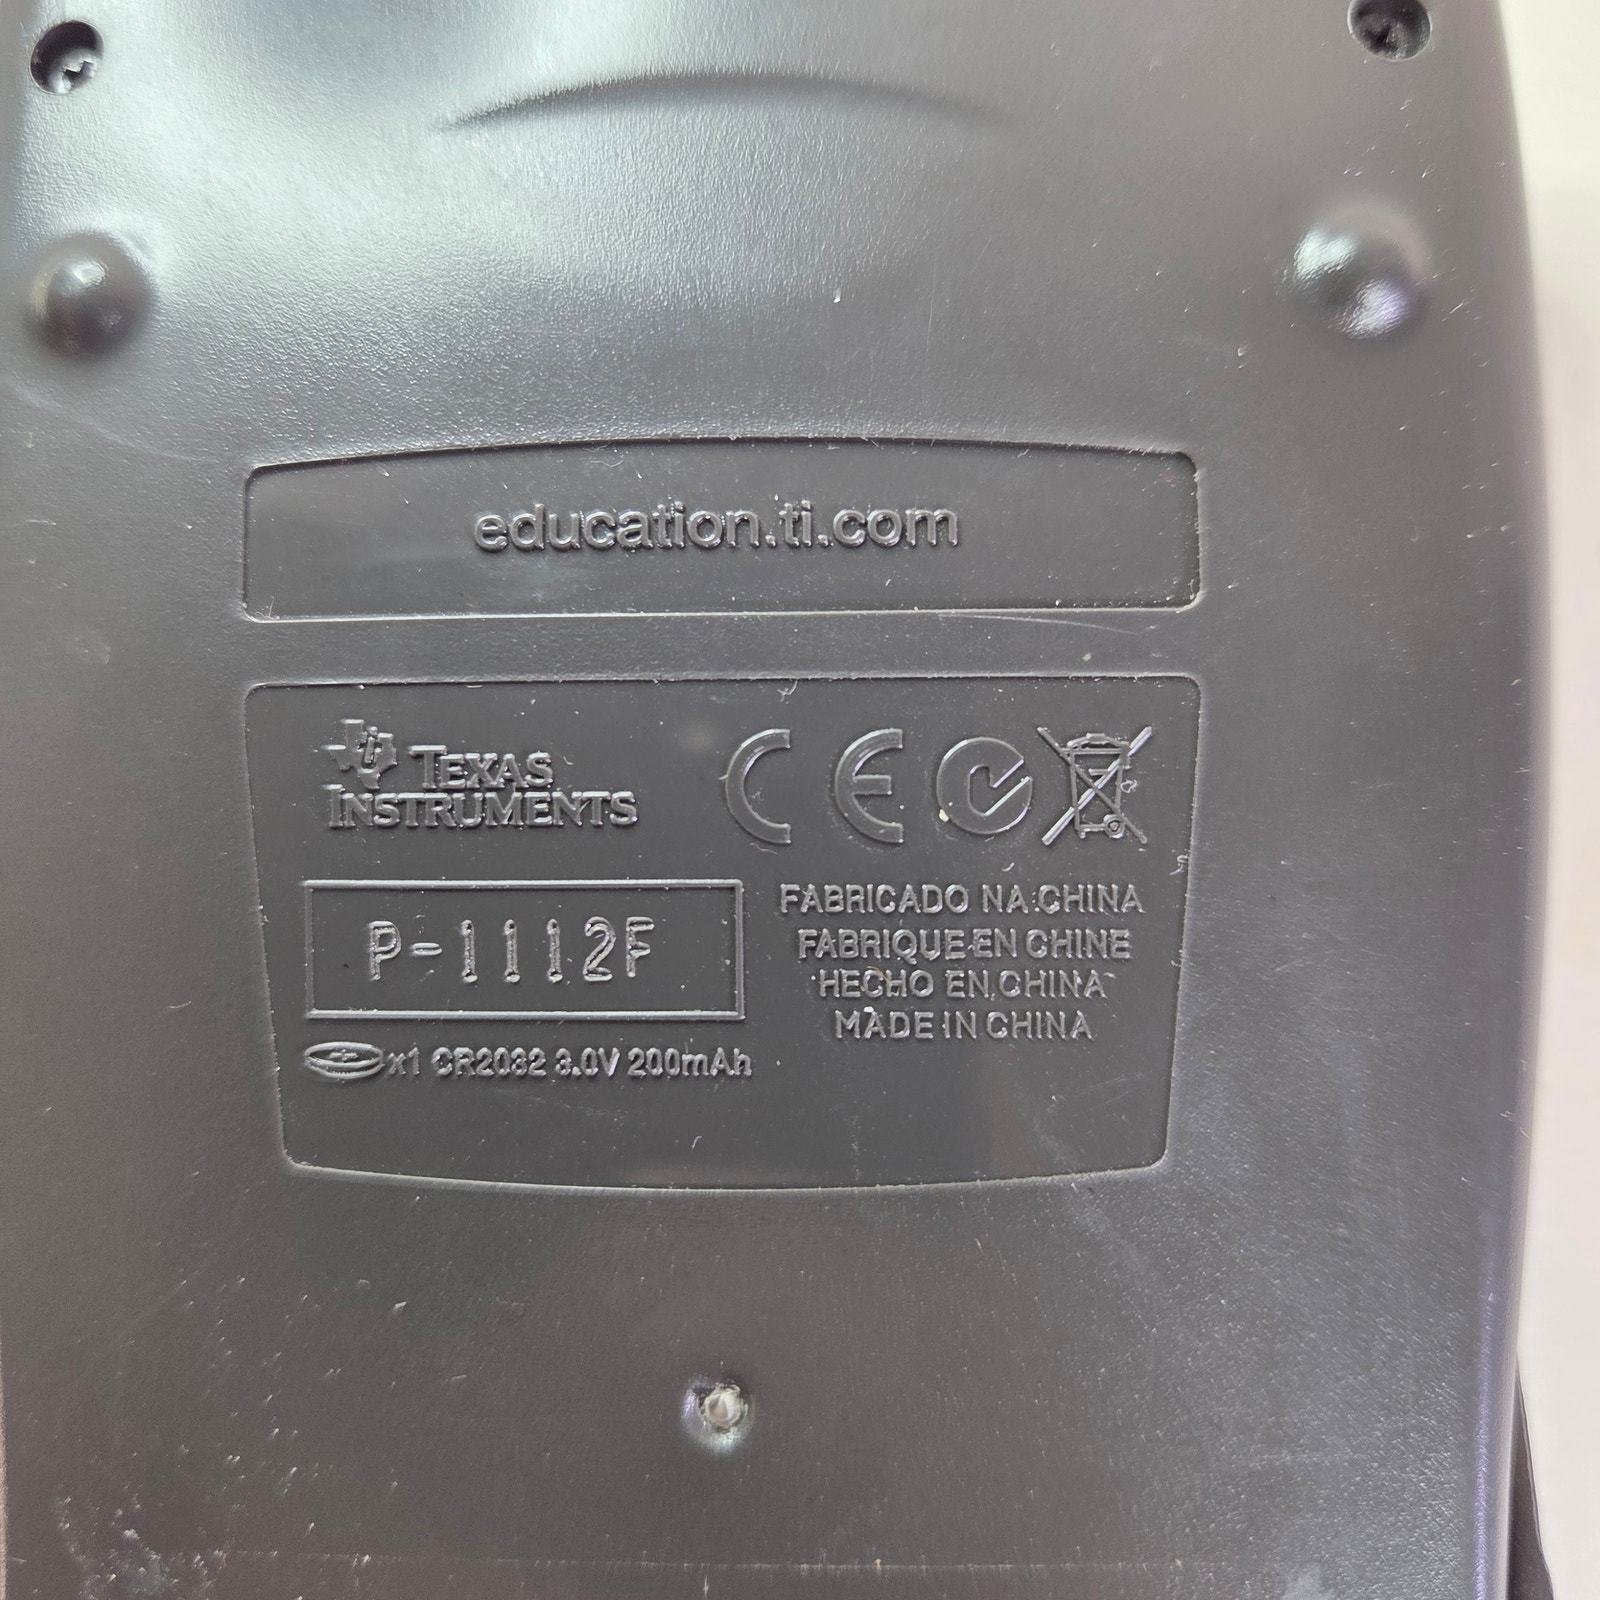 education.ti.com
TEXAS
INSTRUMENTS
CE
P-1112F
FABRICADO NA CHINA
FABRIQUE EN CHINE
HECHO EN CHINA
MADE IN CHINA
x1 CR2032 3.0V 200mAh